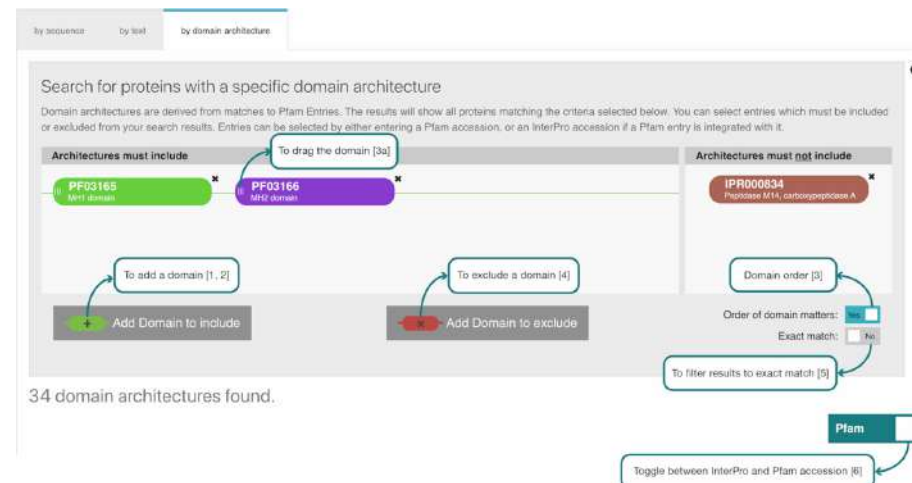 by sequence
by text
by domain architecture
Search for proteins with a specific domain architecture
Domain architectures are derived from matches to Pfam Entries. The results will show all proteins matching the criteria selected below. You can select entries which must be included
or excluded from your search results. Entries can be selected by either entering a Pfam accession, or an InterPro accession if a Pfam entry is integrated with it.
Architectures must include
To drag the domain [3a]
Architectures must not include
PF03165
MH1 domain
PF03166
MH2 domain
IPR000834
Peptidase M14, carboxypeptidase A
To add a domain [1, 2]
To exclude a domain [4]
Domain order [3]
Add Domain to include
Add Domain to exclude
Order of domain matters:
Yes
Exact match:
No
To filter results to exact match [5]
34 domain architectures found.
Pfam
Toggle between InterPro and Pfam accession [6]